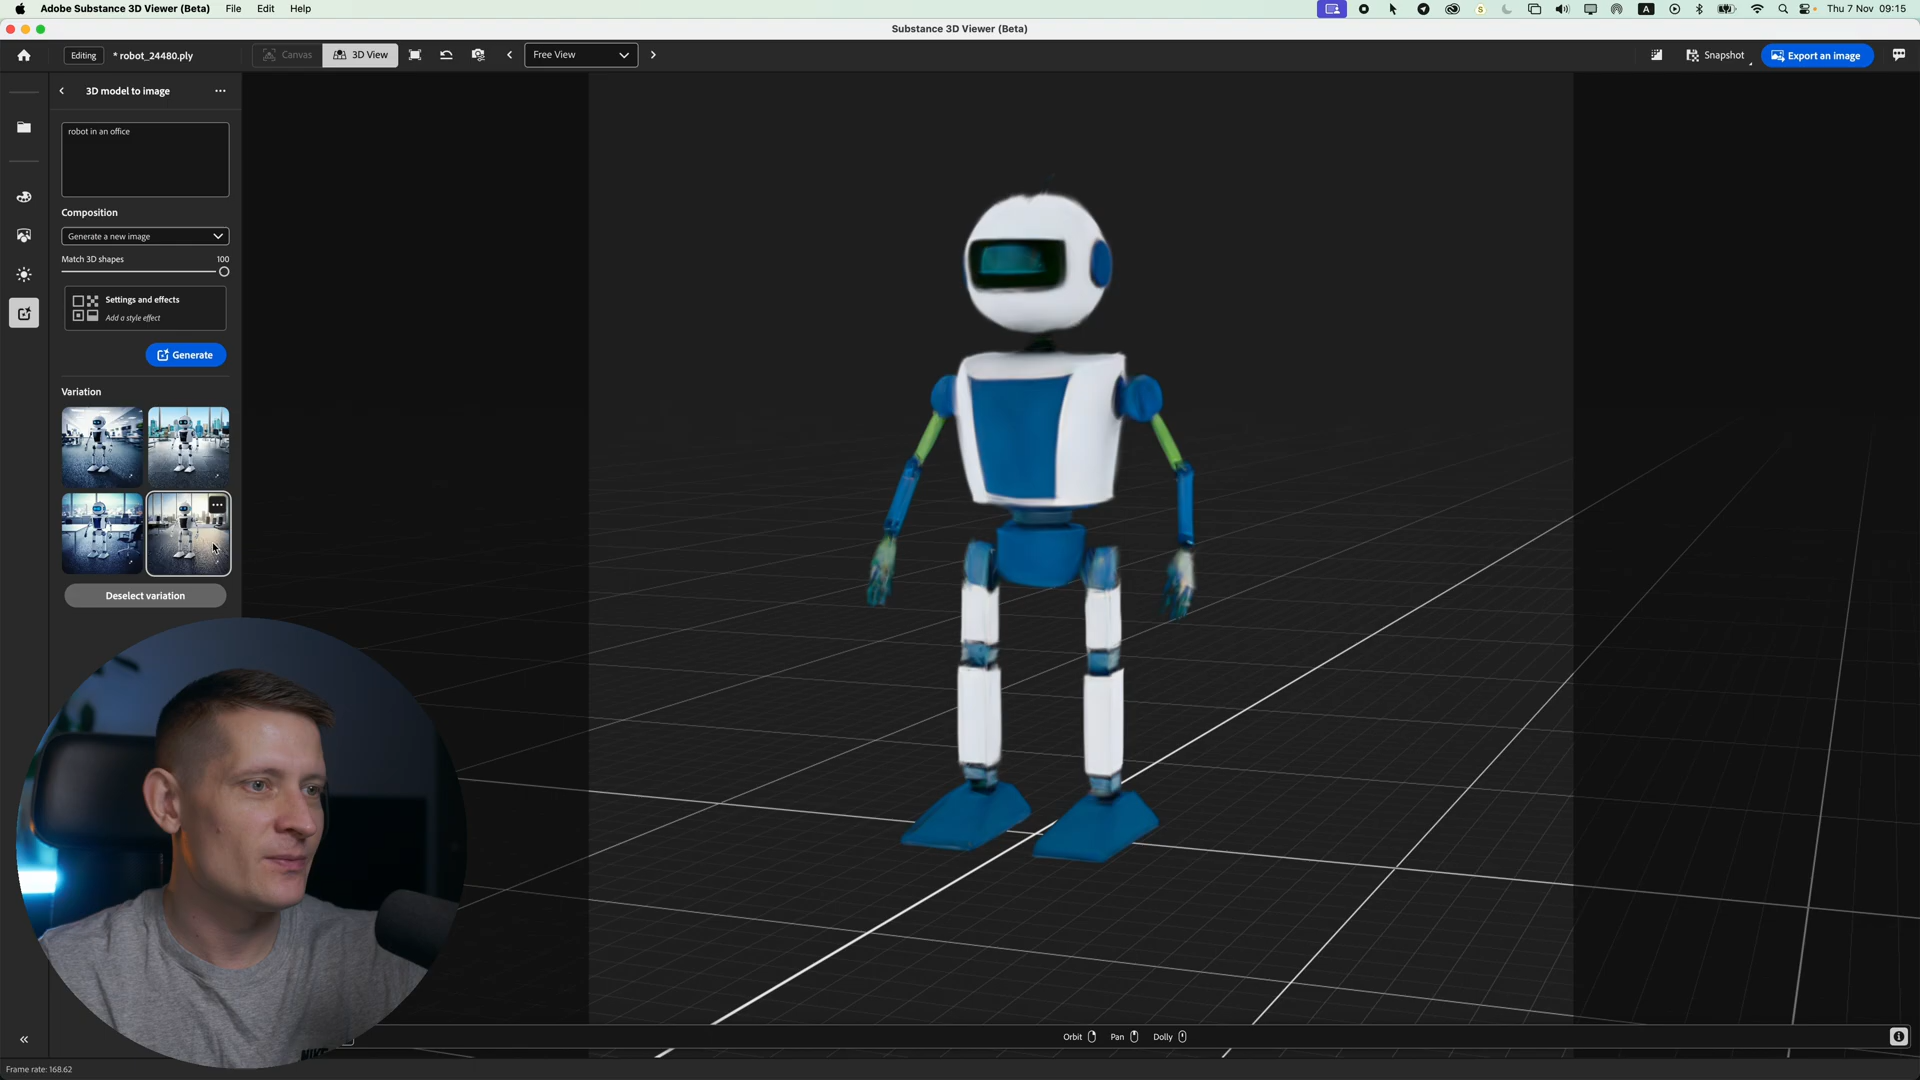 Adobe Substance 3D Viewer (Beta) File Edit Help Thu 7 Nov 09:15
Substance 3D Viewer (Beta)
Editing * robot_24480.ply Canvas 3D View Free View Snapshot Export an image
3D model to image
robot in an office
Composition
Generate a new image
Match 3D shapes 100
Settings and effects
Add a style effect
Generate
Variation
Deselect variation
Orbit Pan Dolly
Frame rate: 168.62